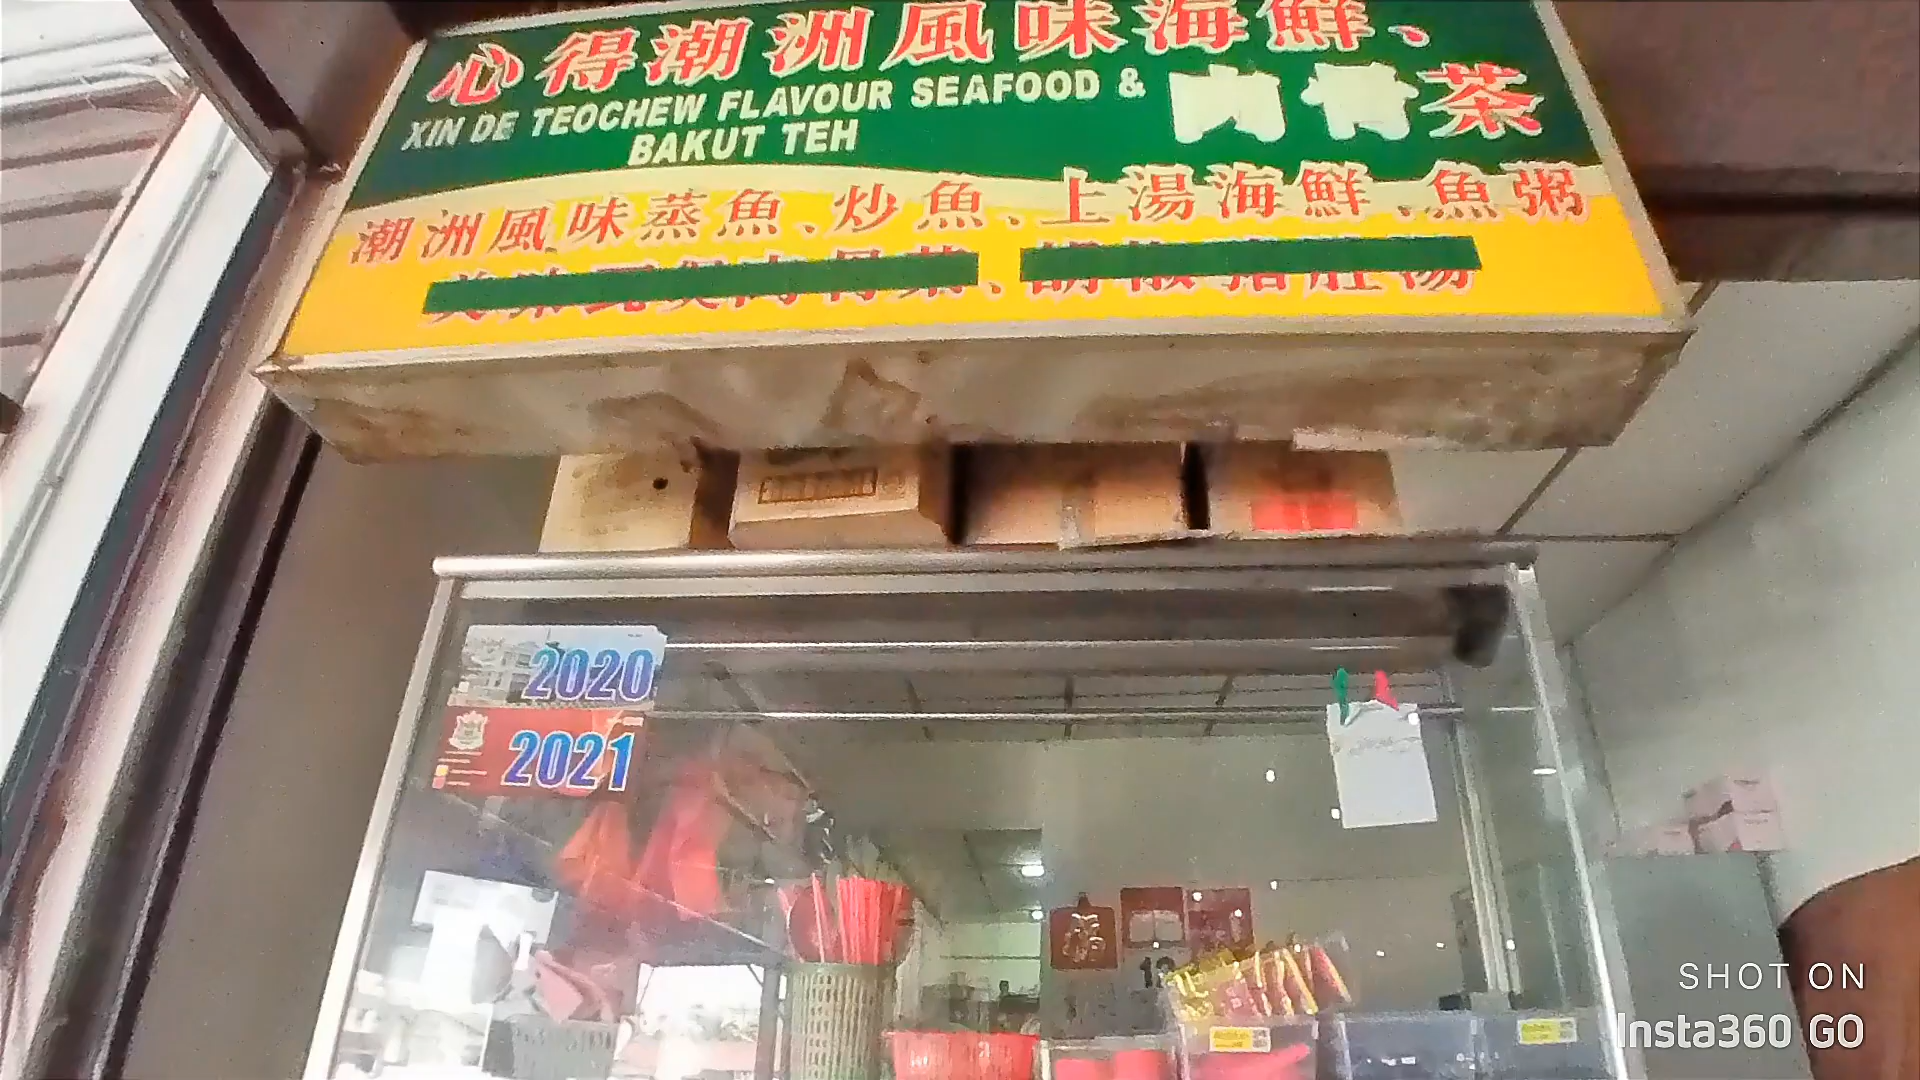 心得潮洲風味海鮮、
XIN DE TEOCHEW FLAVOUR SEAFOOD &
BAKUT TEH
肉骨茶
潮洲風味蒸魚、炒魚、上湯海鮮、魚粥
2020
2021
12
SHOT ON
Insta360 GO